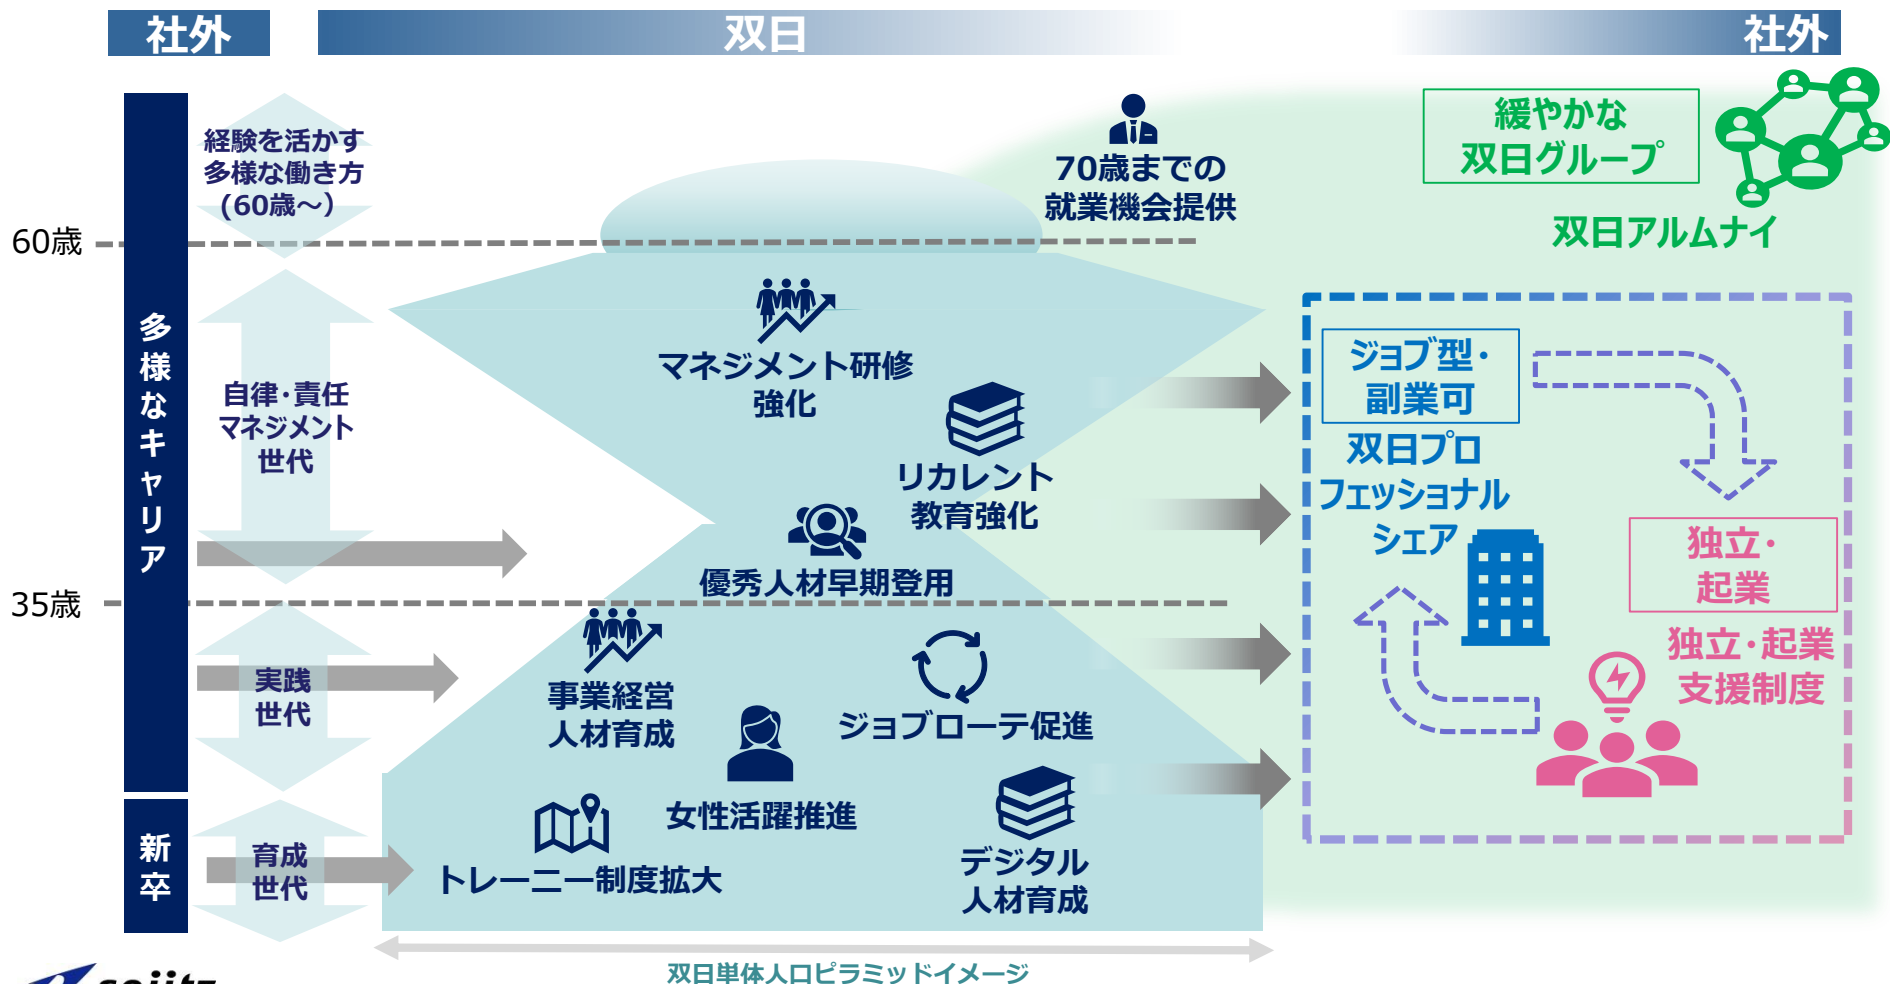 社外
双日
社外
経験を活かす
多様な働き方
(60歳～)
60歳
多様なキャリア
自律・責任
マネジメント
世代
35歳
実践
世代
新卒
育成
世代
70歳までの
就業機会提供
マネジメント研修
強化
リカレント
教育強化
優秀人材早期登用
事業経営
人材育成
ジョブローテ促進
女性活躍推進
トレーニー制度拡大
デジタル
人材育成
双日単体人口ピラミッドイメージ
緩やかな
双日グループ
双日アルムナイ
ジョブ型・
副業可
双日プロ
フェッショナル
シェア
独立・
起業
独立・起業
支援制度
sojitz